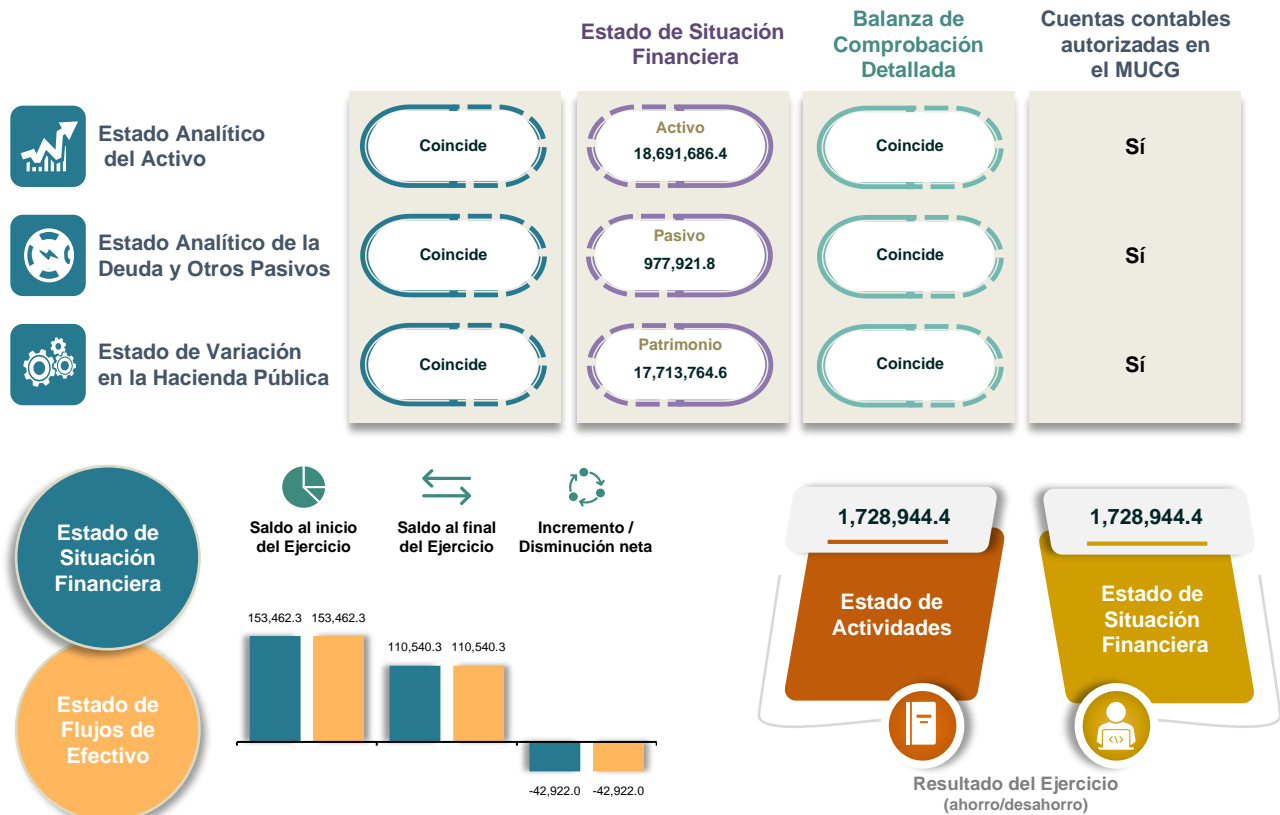 Estado de Situación
Financiera
Balanza de
Comprobación
Detallada
Cuentas contables
autorizadas en
el MUCG
Estado Analítico
del Activo
Coincide
Activo
18,691,686.4
Coincide
Sí
Estado Analítico de la
Deuda y Otros Pasivos
Coincide
Pasivo
977,921.8
Coincide
Sí
Estado de Variación
en la Hacienda Pública
Coincide
Patrimonio
17,713,764.6
Coincide
Sí
Estado de
Situación
Financiera
Estado de
Flujos de
Efectivo
Saldo al inicio
del Ejercicio
Saldo al final
del Ejercicio
Incremento /
Disminución neta
153,462.3 153,462.3
110,540.3 110,540.3
-42,922.0 -42,922.0
1,728,944.4
Estado de
Actividades
1,728,944.4
Estado de
Situación
Financiera
Resultado del Ejercicio
(ahorro/desahorro)